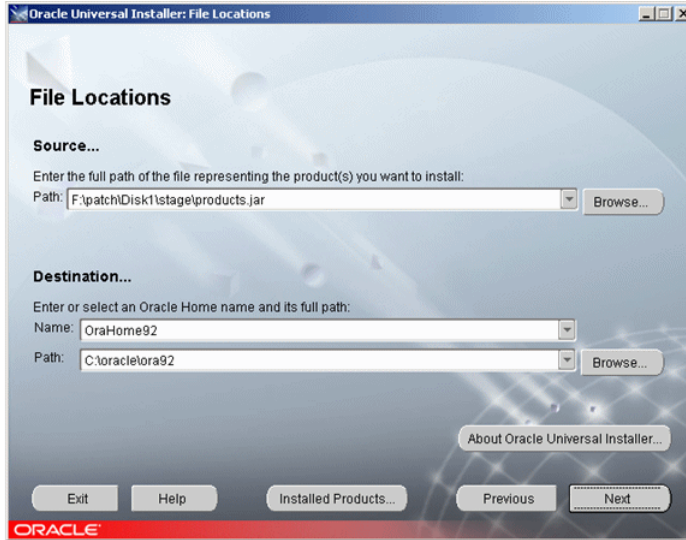 Oracle Universal Installer: File Locations
File Locations
Source...
Enter the full path of the file representing the product(s) you want to install:
Path: F:\patch\Disk1\stage\products.jar Browse...
Destination...
Enter or select an Oracle Home name and its full path:
Name: OraHome92
Path: C:\oracle\ora92 Browse...
About Oracle Universal Installer...
Exit Help Installed Products... Previous Next
ORACLE